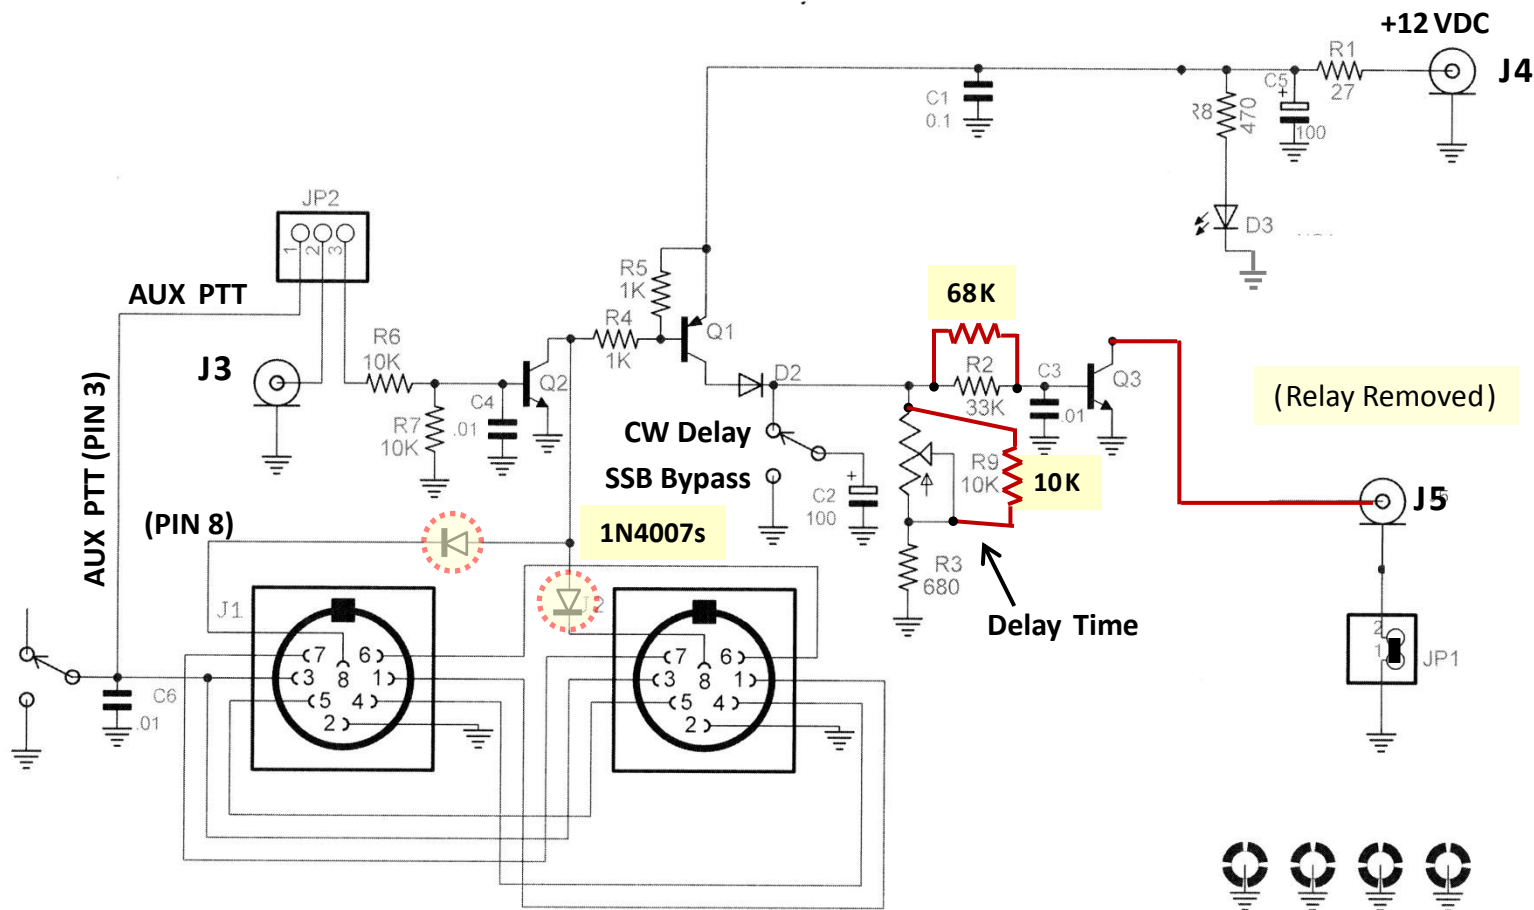 +12 VDC
J4
R1
27
C5
+
100
R8
470
C1
0.1
D3
JP2
1
2
3
AUX PTT
AUX PTT (PIN 3)
J3
R6
10K
R7
10K
C4
.01
Q2
R5
1K
R4
1K
Q1
D2
68K
R2
33K
C3
.01
Q3
(Relay Removed)
CW Delay
SSB Bypass
+
C2
100
R9
10K
10K
J5
(PIN 8)
1N4007s
R3
680
Delay Time
J1
7
6
3
8
1
5
4
2
7
6
3
8
1
5
4
2
C6
.01
2
1
JP1